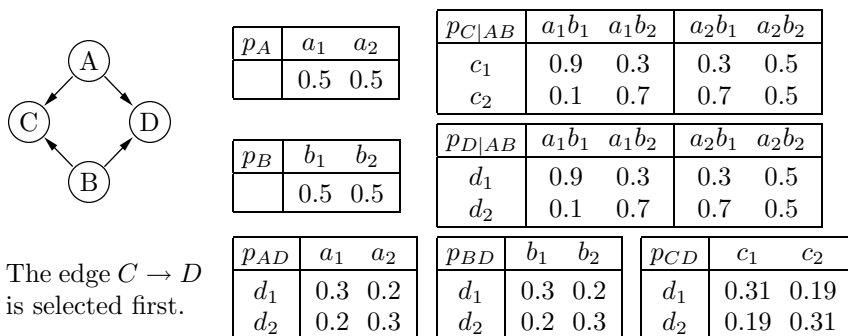 A
C D
B
p_A a_1 a_2
0.5 0.5
p_B b_1 b_2
0.5 0.5
p_{C|AB} a_1b_1 a_1b_2 a_2b_1 a_2b_2
c_1 0.9 0.3 0.3 0.5
c_2 0.1 0.7 0.7 0.5
p_{D|AB} a_1b_1 a_1b_2 a_2b_1 a_2b_2
d_1 0.9 0.3 0.3 0.5
d_2 0.1 0.7 0.7 0.5
The edge C → D
is selected first.
p_{AD} a_1 a_2
d_1 0.3 0.2
d_2 0.2 0.3
p_{BD} b_1 b_2
d_1 0.3 0.2
d_2 0.2 0.3
p_{CD} c_1 c_2
d_1 0.31 0.19
d_2 0.19 0.31